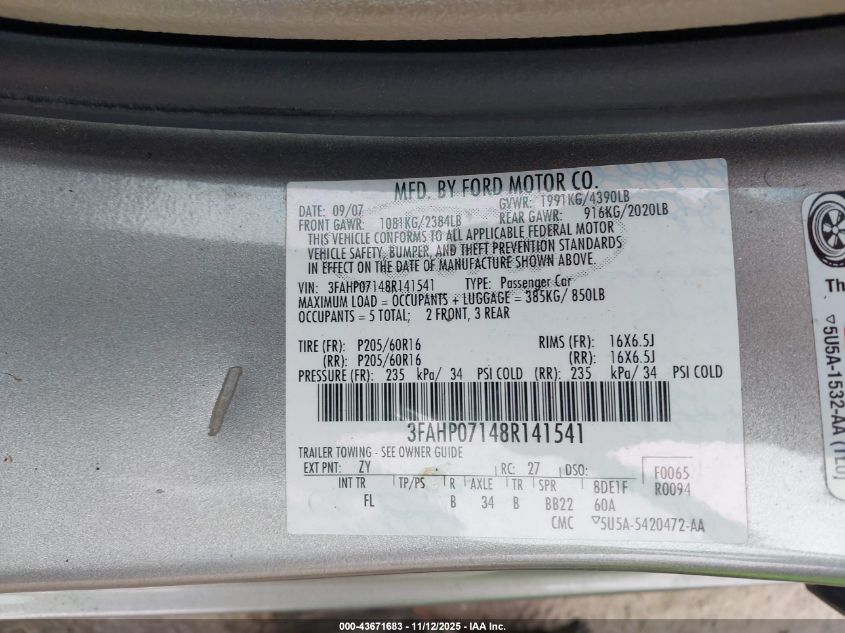 MFD. BY FORD MOTOR CO.
DATE: 09/07 GVWR: 1991KG/4390LB
FRONT GAWR: 1081KG/2384LB REAR GAWR: 916KG/2020LB
THIS VEHICLE CONFORMS TO ALL APPLICABLE FEDERAL MOTOR
VEHICLE SAFETY, BUMPER, AND THEFT PREVENTION STANDARDS
IN EFFECT ON THE DATE OF MANUFACTURE SHOWN ABOVE.
VIN: 3FAHP07148R141541 TYPE: Passenger Car
MAXIMUM LOAD = OCCUPANTS + LUGGAGE = 385KG/ 850LB
OCCUPANTS = 5 TOTAL; 2 FRONT, 3 REAR
TIRE (FR): P205/60R16 RIMS (FR): 16X6.5J
(RR): P205/60R16 (RR): 16X6.5J
PRESSURE (FR): 235 kPa/ 34 PSI COLD (RR): 235 kPa/ 34 PSI COLD
3FAHP07148R141541
TRAILER TOWING - SEE OWNER GUIDE
EXT PNT: ZY RC: 27 DSO: F0065
INT TR TP/PS R AXLE TR SPR 8DE1F R0094
FL B 34 B BB22 60A
CMC ▽5U5A-5420472-AA
Th
▽5U5A-1532-AA (TL0)
000-43671683 - 11/12/2025 - IAA Inc.